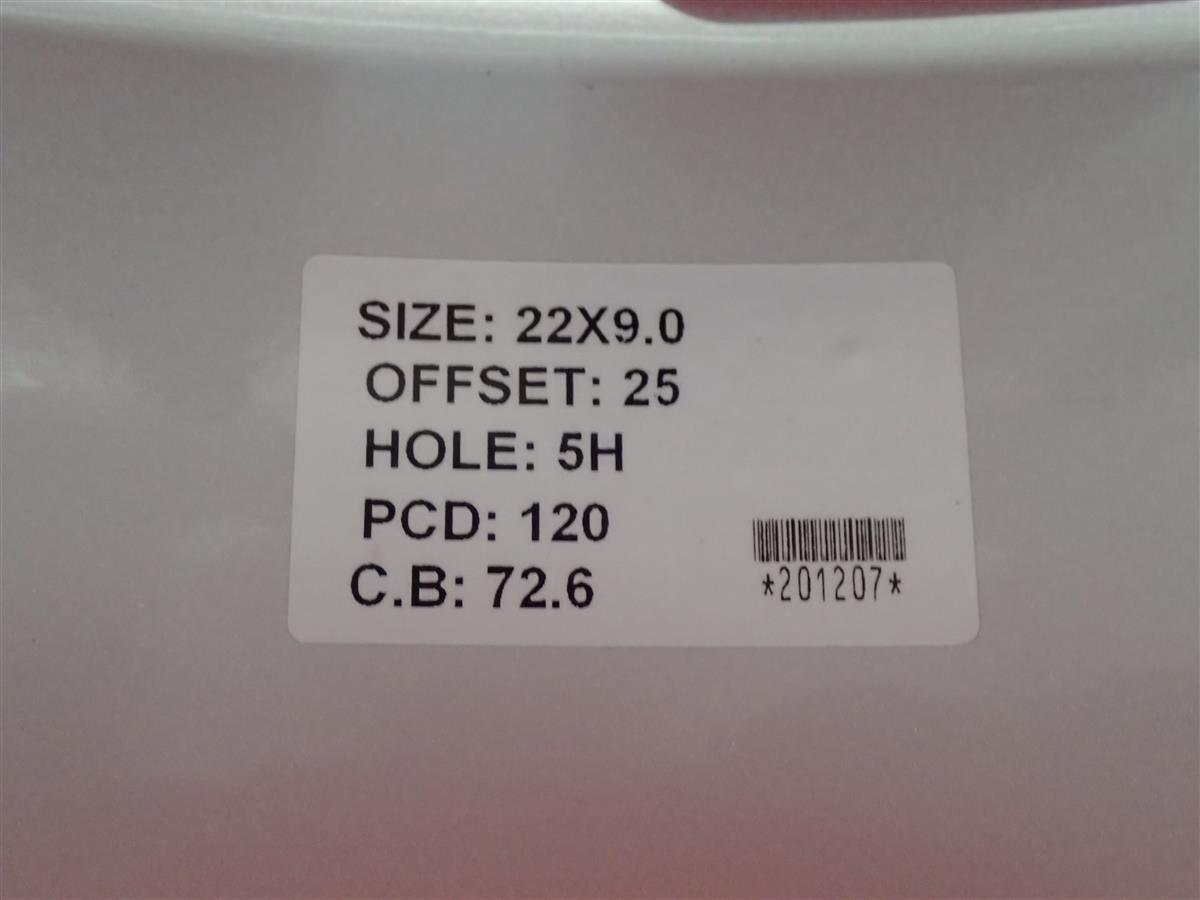 SIZE: 22X9.0
OFFSET: 25
HOLE: 5H
PCD: 120
C.B: 72.6
*201207*